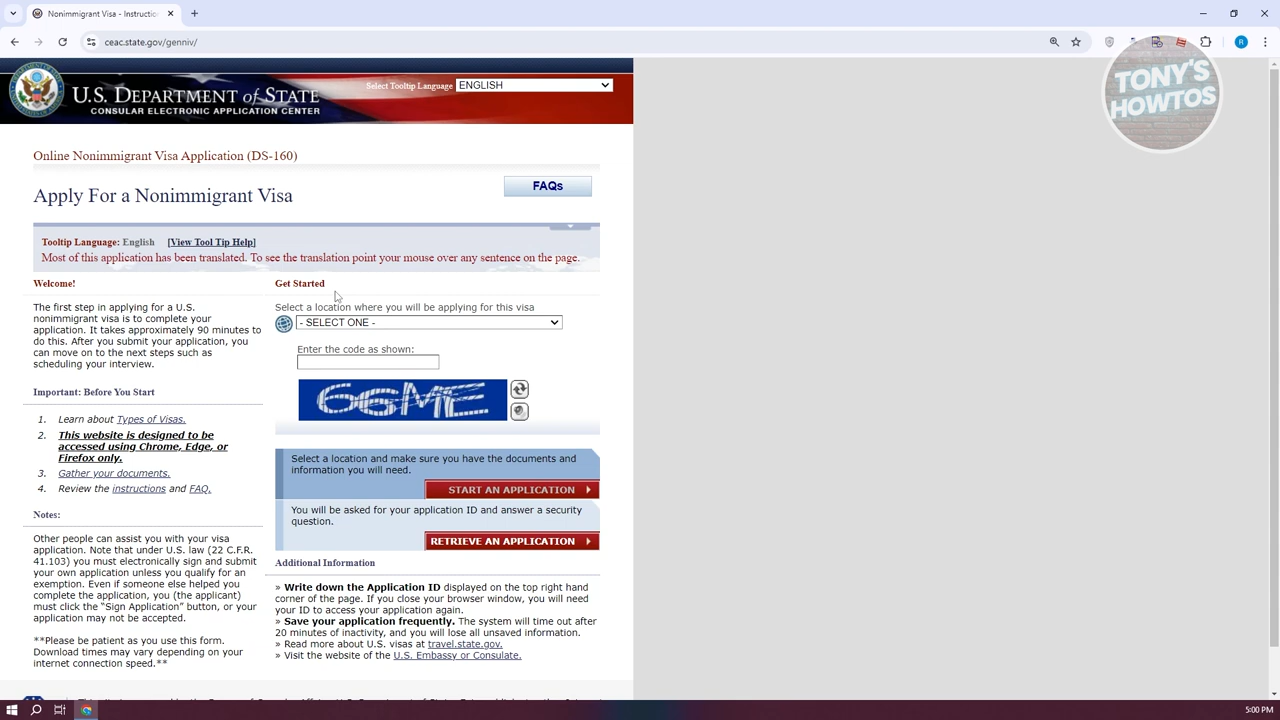 Nonimmigrant Visa - Instructio
ceac.state.gov/genniv/
TONY'S
HOWTOS
U.S. DEPARTMENT of STATE
CONSULAR ELECTRONIC APPLICATION CENTER
Select Tooltip Language ENGLISH
Online Nonimmigrant Visa Application (DS-160)
Apply For a Nonimmigrant Visa
FAQs
Tooltip Language: English [View Tool Tip Help]
Most of this application has been translated. To see the translation point your mouse over any sentence on the page.
Welcome!
The first step in applying for a U.S.
nonimmigrant visa is to complete your
application. It takes approximately 90 minutes to
do this. After you submit your application, you
can move on to the next steps such as
scheduling your interview.
Important: Before You Start
1. Learn about Types of Visas.
2. This website is designed to be
accessed using Chrome, Edge, or
Firefox only.
3. Gather your documents.
4. Review the instructions and FAQ.
Notes:
Other people can assist you with your visa
application. Note that under U.S. law (22 C.F.R.
41.103) you must electronically sign and submit
your own application unless you qualify for an
exemption. Even if someone else helped you
complete the application, you (the applicant)
must click the "Sign Application" button, or your
application may not be accepted.
**Please be patient as you use this form.
Download times may vary depending on your
internet connection speed.**
Get Started
Select a location where you will be applying for this visa
- SELECT ONE -
Enter the code as shown:
66ME
Select a location and make sure you have the documents and
information you will need.
START AN APPLICATION
You will be asked for your application ID and answer a security
question.
RETRIEVE AN APPLICATION
Additional Information
» Write down the Application ID displayed on the top right hand
corner of the page. If you close your browser window, you will need
your ID to access your application again.
» Save your application frequently. The system will time out after
20 minutes of inactivity, and you will lose all unsaved information.
» Read more about U.S. visas at travel.state.gov.
» Visit the website of the U.S. Embassy or Consulate.
R
5:00 PM